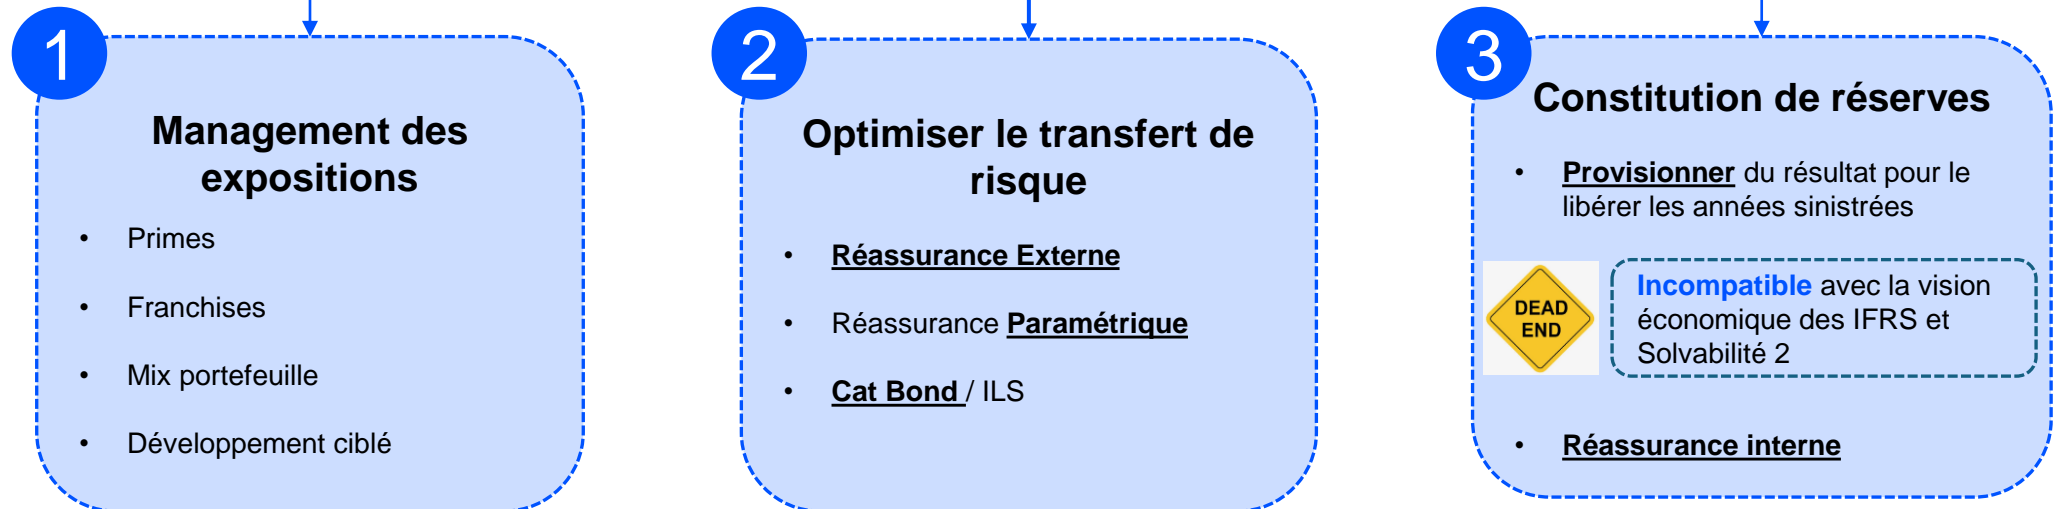 1
Management des
expositions
• Primes
• Franchises
• Mix portefeuille
• Développement ciblé
2
Optimiser le transfert de
risque
• Réassurance Externe
• Réassurance Paramétrique
• Cat Bond / ILS
3
Constitution de réserves
• Provisionner du résultat pour le
libérer les années sinistrées
DEAD
END
Incompatible avec la vision
économique des IFRS et
Solvabilité 2
• Réassurance interne